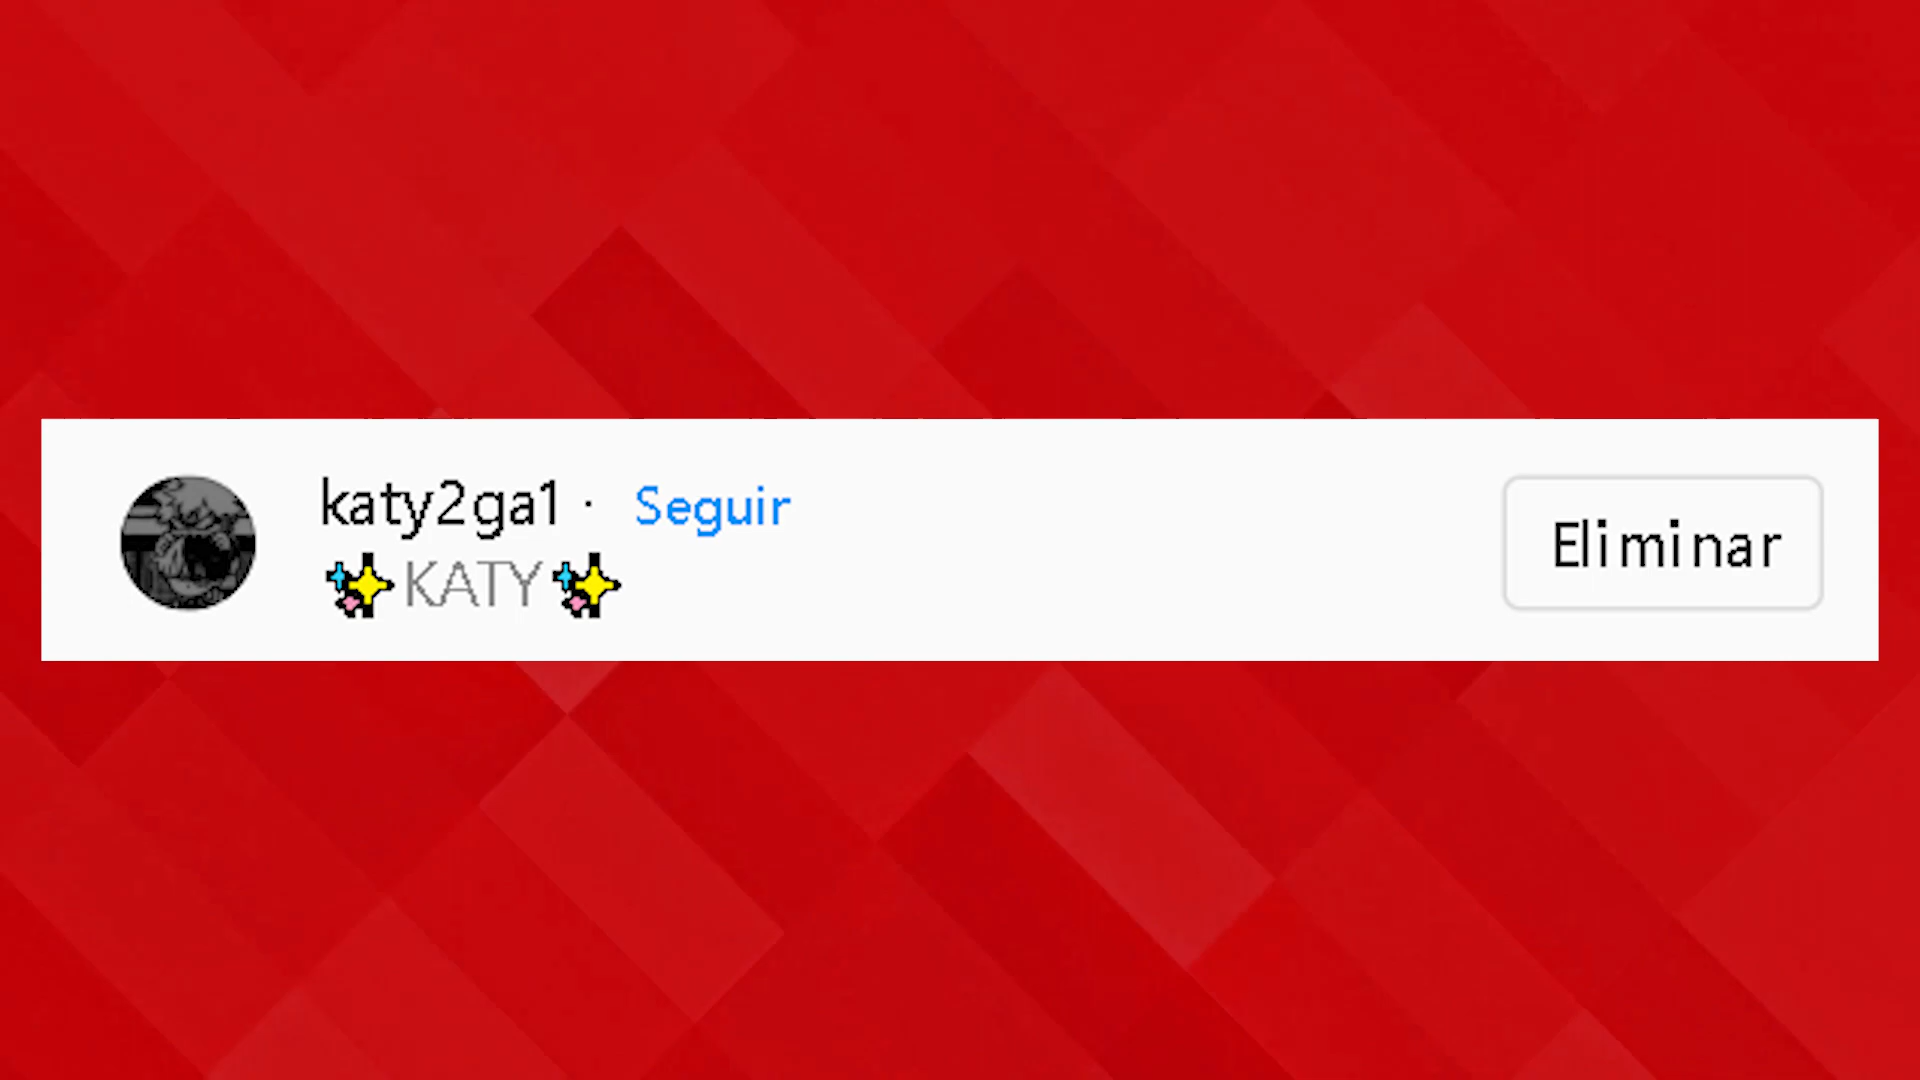 katy2ga1 · Seguir
✨KATY✨
Eliminar